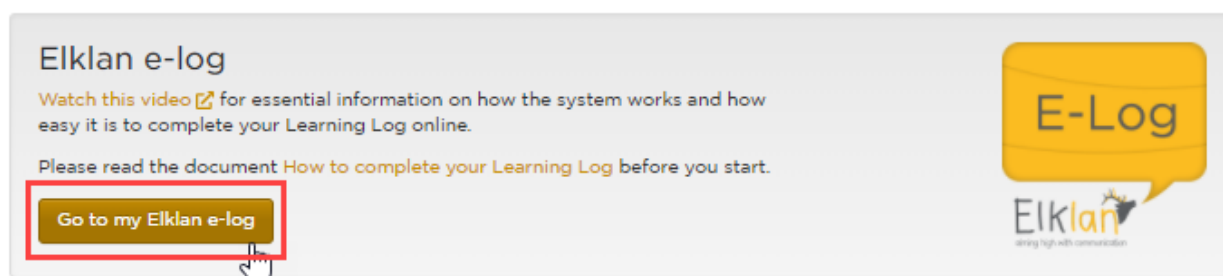 Elklan e-log
Watch this video for essential information on how the system works and how
easy it is to complete your Learning Log online.
Please read the document How to complete your Learning Log before you start.
Go to my Elklan e-log
E-Log
Elklan
aiming high with communication